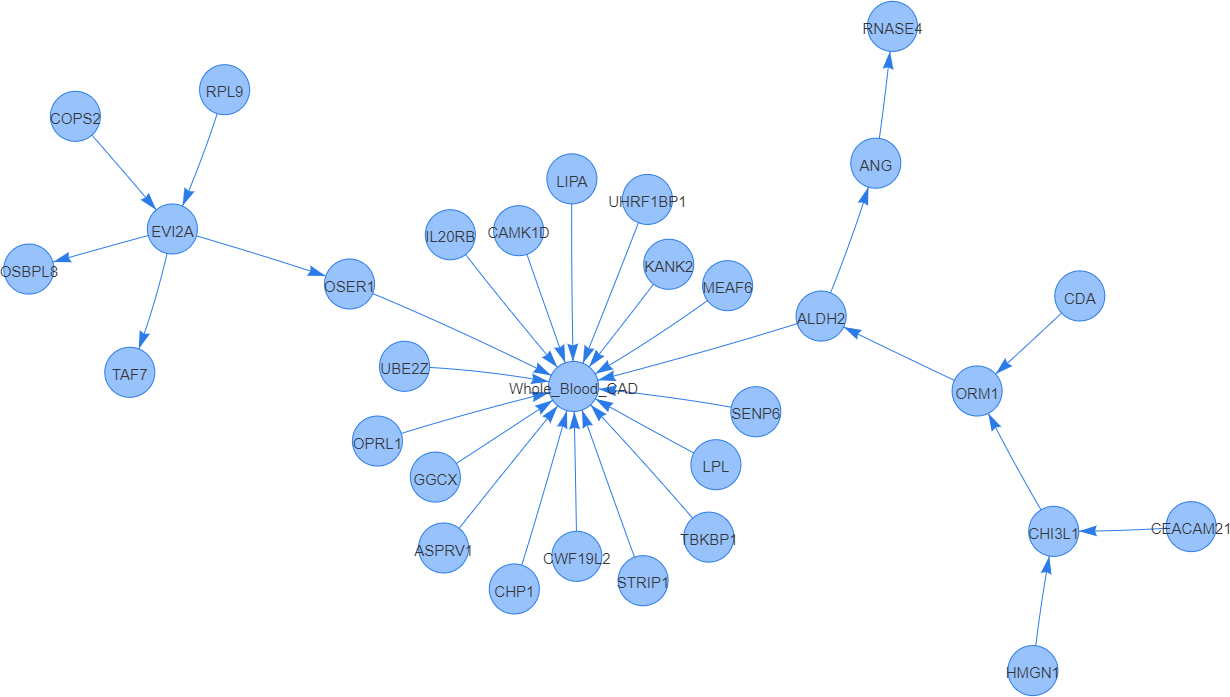 RNASE4
RPL9
COPS2
ANG
LIPA
UHRF1BP1
EVI2A
CAMK1D
IL20RB
KANK2
OSBPL8
OSER1
MEAF6
CDA
ALDH2
UBE2Z
TAF7
Whole_Blood_CAD
ORM1
SENP6
OPRL1
LPL
GGCX
CEACAM21
CHI3L1
TBKBP1
ASPRV1
CWF19L2
STRIP1
CHP1
HMGN1